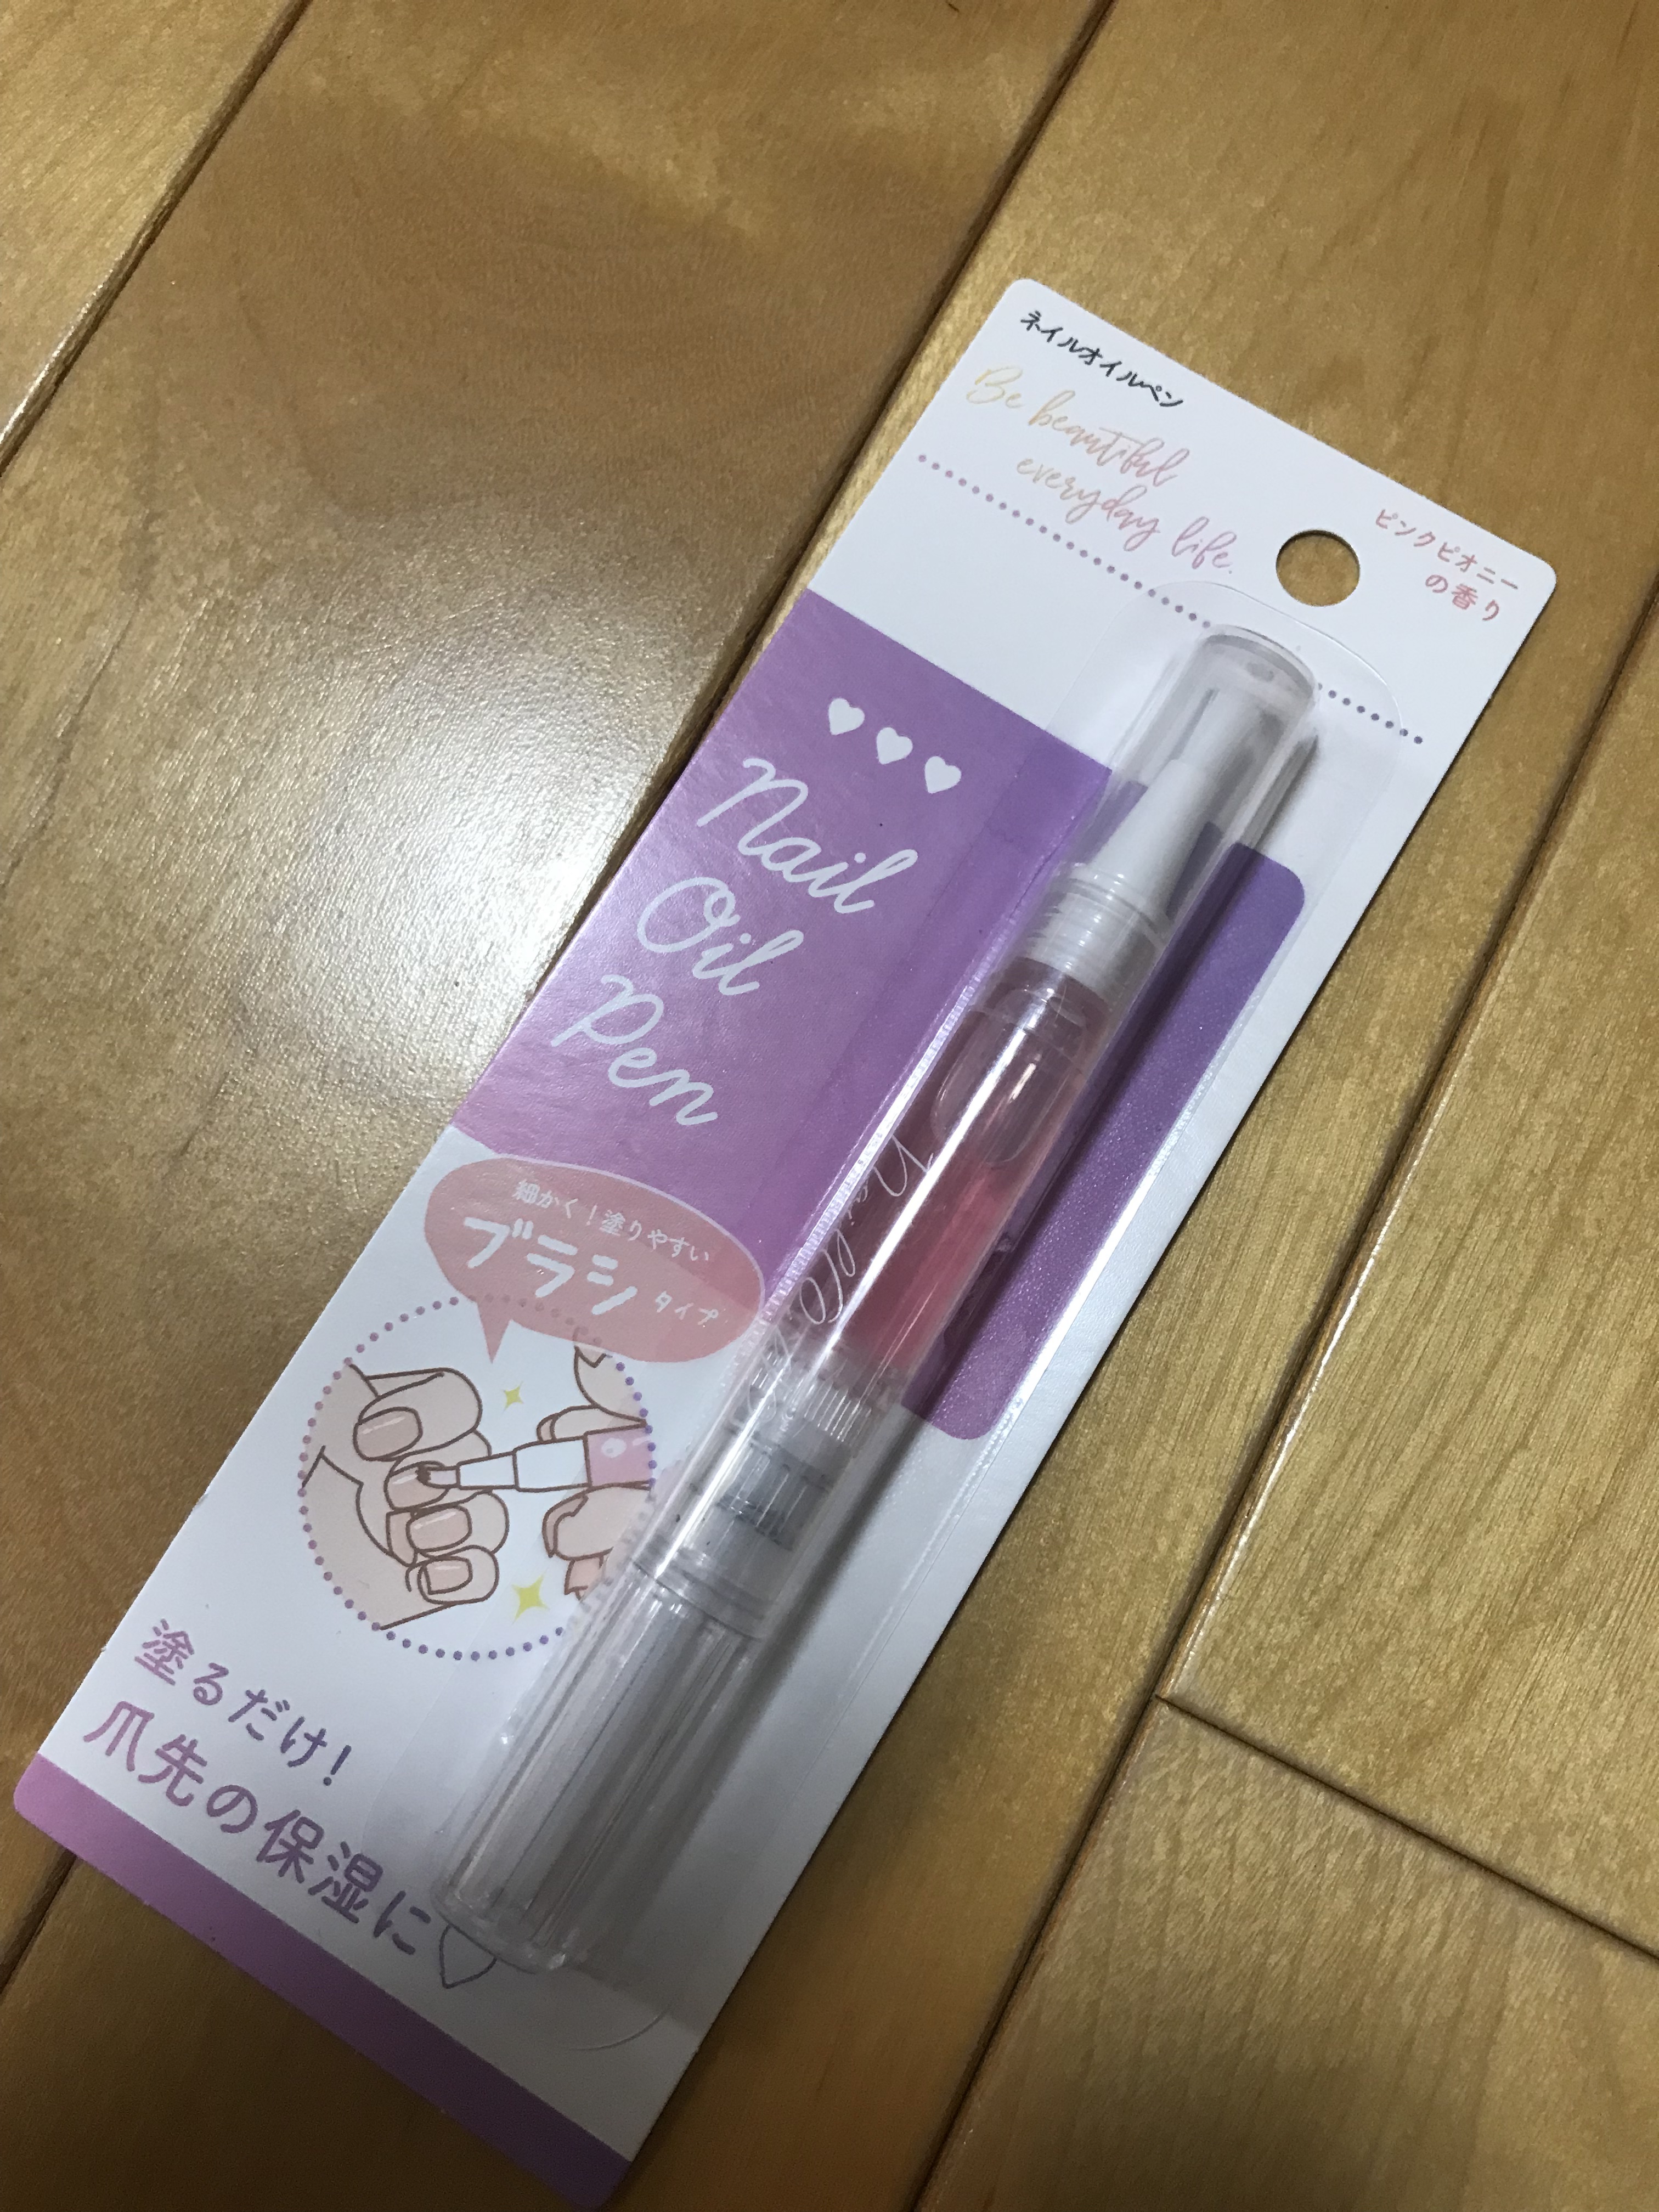 ネイルオイルペン
Be beautiful
everyday life.
ピンクピオニー
の香り
Nail
Oil
Pen
細かく！塗りやすい
ブラシタイプ
塗るだけ！
爪先の保湿に♡